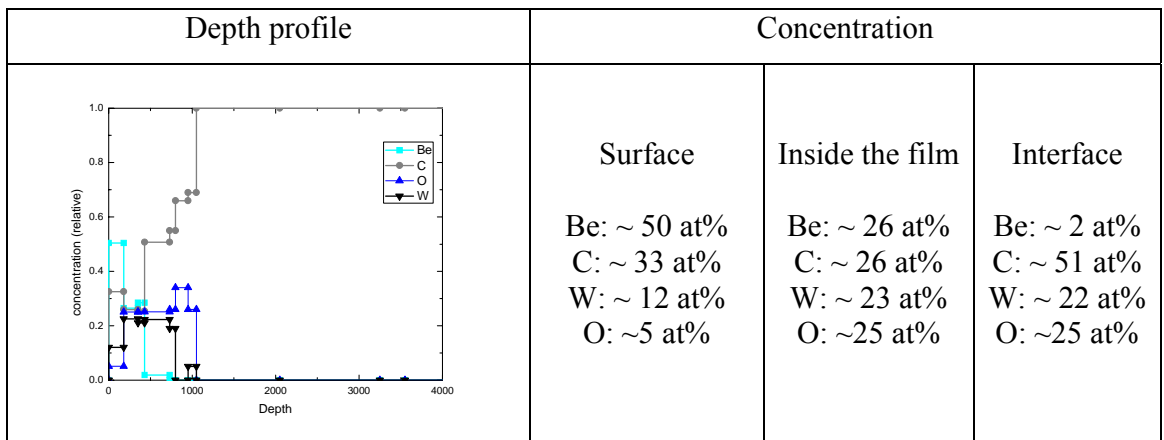 Depth profile
Concentration
1.0
0.8
0.6
0.4
0.2
0.0
concentration (relative)
0
1000
2000
3000
4000
Depth
Be
C
O
W
Surface
Be: ~ 50 at%
C: ~ 33 at%
W: ~ 12 at%
O: ~5 at%
Inside the film
Be: ~ 26 at%
C: ~ 26 at%
W: ~ 23 at%
O: ~25 at%
Interface
Be: ~ 2 at%
C: ~ 51 at%
W: ~ 22 at%
O: ~25 at%